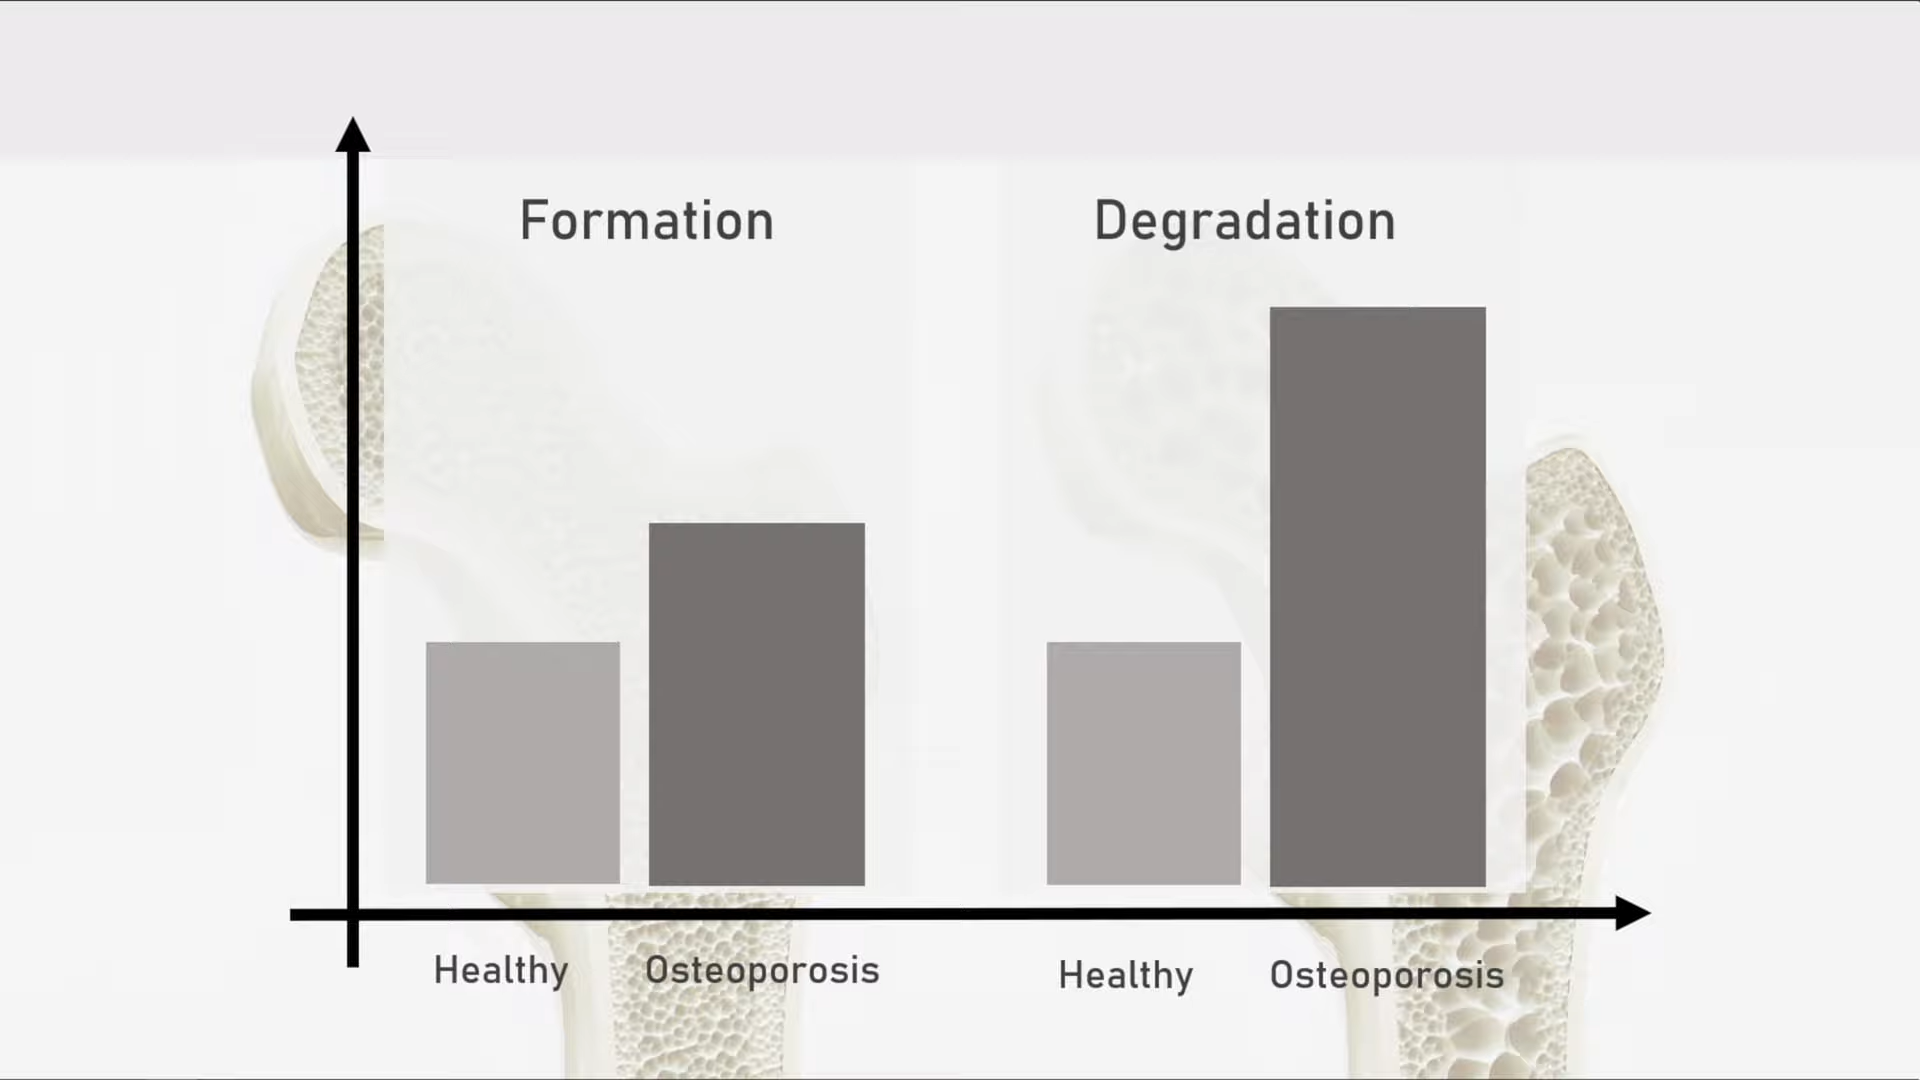 Formation
Degradation
Healthy
Osteoporosis
Healthy
Osteoporosis